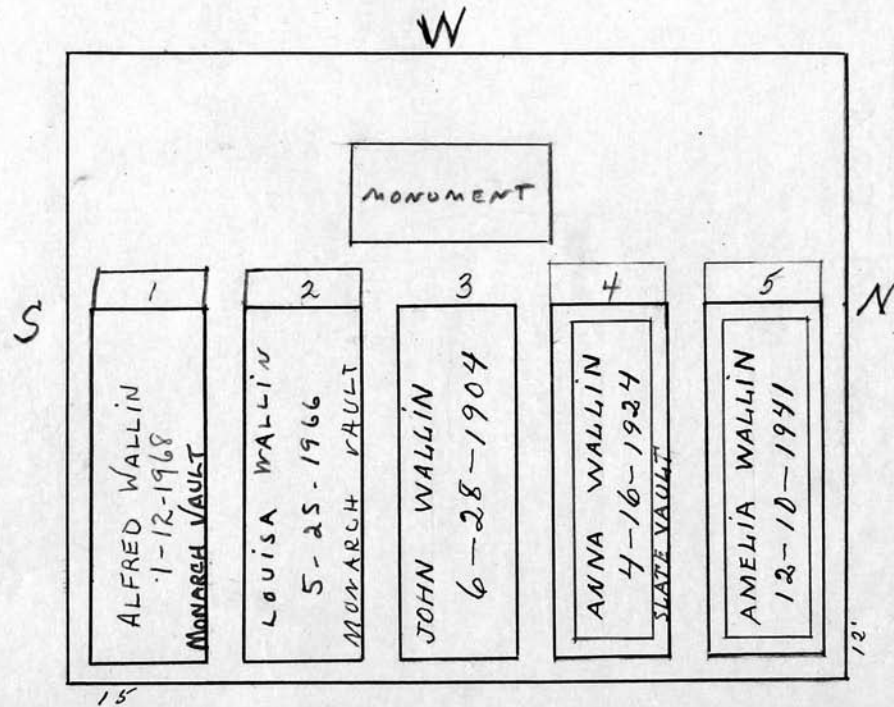 W
MONUMENT
S
N
1
ALFRED WALLIN
1-12-1968
MONARCH VAULT
2
LOUISA WALLIN
5-25-1966
MONARCH VAULT
3
JOHN WALLIN
6-28-1904
4
ANNA WALLIN
4-16-1924
SLATE VAULT
5
AMELIA WALLIN
12-10-1941
12'
15